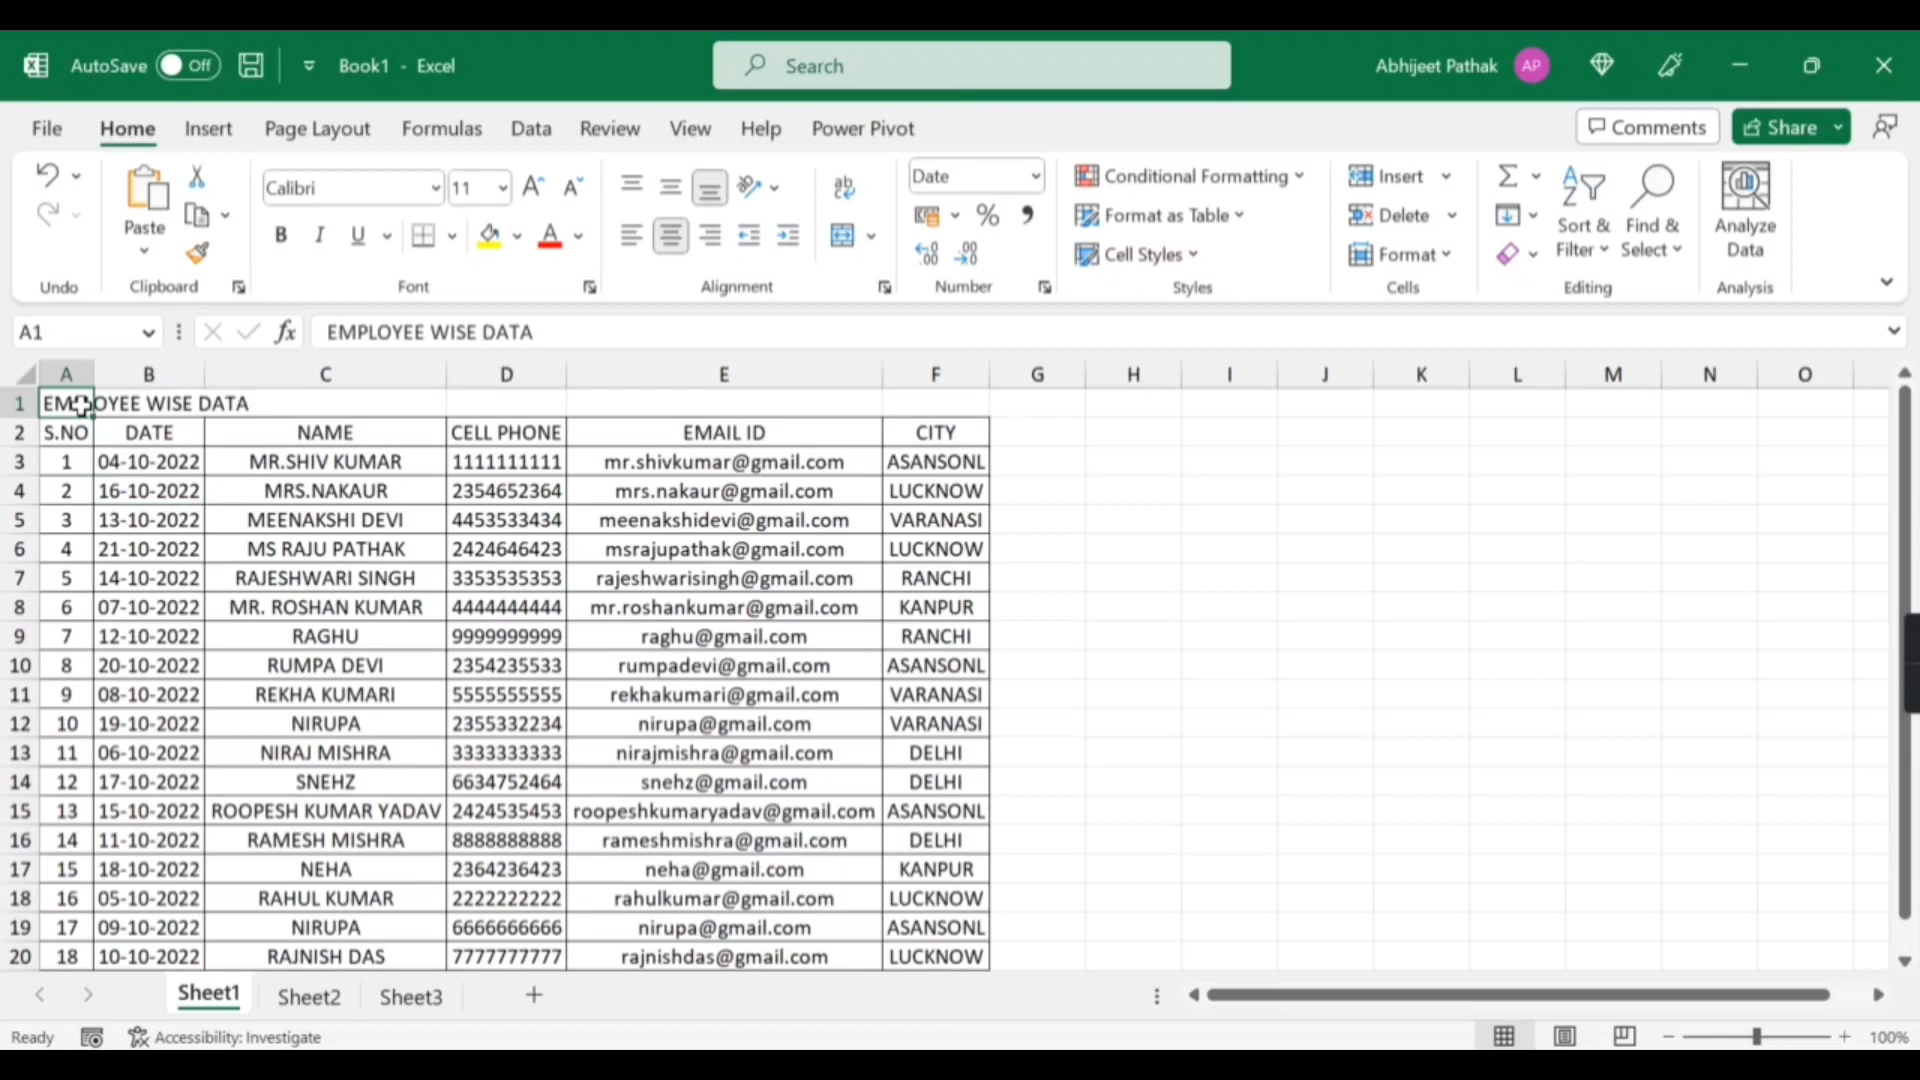 AutoSave Off Book1 - Excel Search Abhijeet Pathak AP
File Home Insert Page Layout Formulas Data Review View Help Power Pivot Comments Share
Calibri 11 Date Conditional Formatting Insert
Paste Format as Table Delete Sort & Filter Find & Select Analyze Data
B I U % Cell Styles Format
Undo Clipboard Font Alignment Number Styles Cells Editing Analysis
A1 fx EMPLOYEE WISE DATA
A B C D E F G H I J K L M N O
1 EMPLOYEE WISE DATA
2 S.NO DATE NAME CELL PHONE EMAIL ID CITY
3 1 04-10-2022 MR.SHIV KUMAR 1111111111 mr.shivkumar@gmail.com ASANSONL
4 2 16-10-2022 MRS.NAKAUR 2354652364 mrs.nakaur@gmail.com LUCKNOW
5 3 13-10-2022 MEENAKSHI DEVI 4453533434 meenakshidevi@gmail.com VARANASI
6 4 21-10-2022 MS RAJU PATHAK 2424646423 msrajupathak@gmail.com LUCKNOW
7 5 14-10-2022 RAJESHWARI SINGH 3353535353 rajeshwarisingh@gmail.com RANCHI
8 6 07-10-2022 MR. ROSHAN KUMAR 4444444444 mr.roshankumar@gmail.com KANPUR
9 7 12-10-2022 RAGHU 9999999999 raghu@gmail.com RANCHI
10 8 20-10-2022 RUMPA DEVI 2354235533 rumpadevi@gmail.com ASANSONL
11 9 08-10-2022 REKHA KUMARI 5555555555 rekhakumari@gmail.com VARANASI
12 10 19-10-2022 NIRUPA 2355332234 nirupa@gmail.com VARANASI
13 11 06-10-2022 NIRAJ MISHRA 3333333333 nirajmishra@gmail.com DELHI
14 12 17-10-2022 SNEHZ 6634752464 snehz@gmail.com DELHI
15 13 15-10-2022 ROOPESH KUMAR YADAV 2424535453 roopeshkumaryadav@gmail.com ASANSONL
16 14 11-10-2022 RAMESH MISHRA 8888888888 rameshmishra@gmail.com DELHI
17 15 18-10-2022 NEHA 2364236423 neha@gmail.com KANPUR
18 16 05-10-2022 RAHUL KUMAR 2222222222 rahulkumar@gmail.com LUCKNOW
19 17 09-10-2022 NIRUPA 6666666666 nirupa@gmail.com ASANSONL
20 18 10-10-2022 RAJNISH DAS 7777777777 rajnishdas@gmail.com LUCKNOW
Sheet1 Sheet2 Sheet3 +
Ready Accessibility: Investigate 100%